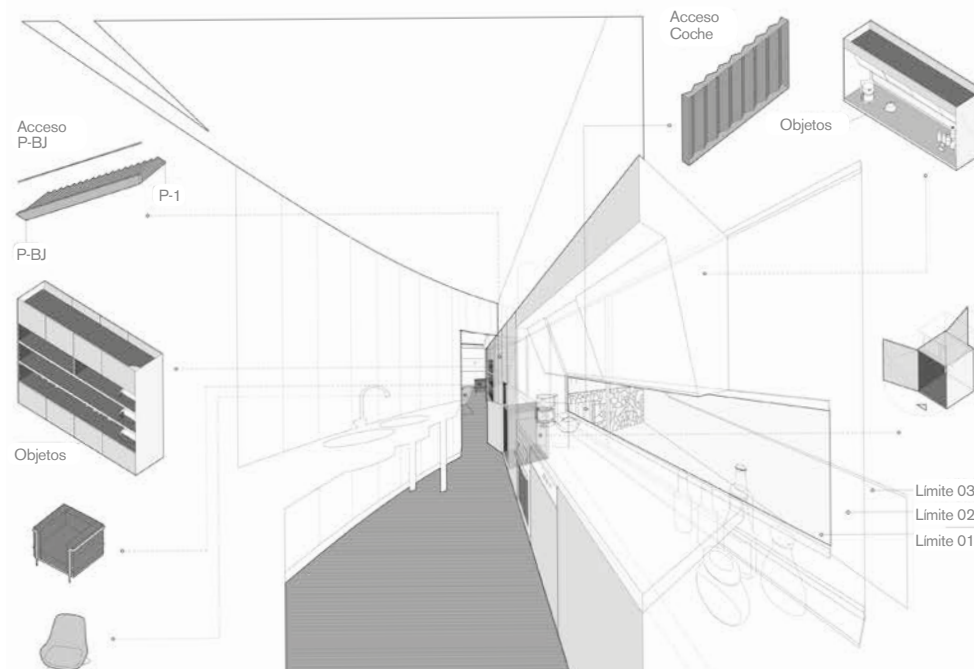 Acceso
Coche
Objetos
Acceso
P-BJ
P-1
P-BJ
Objetos
Límite 03
Límite 02
Límite 01